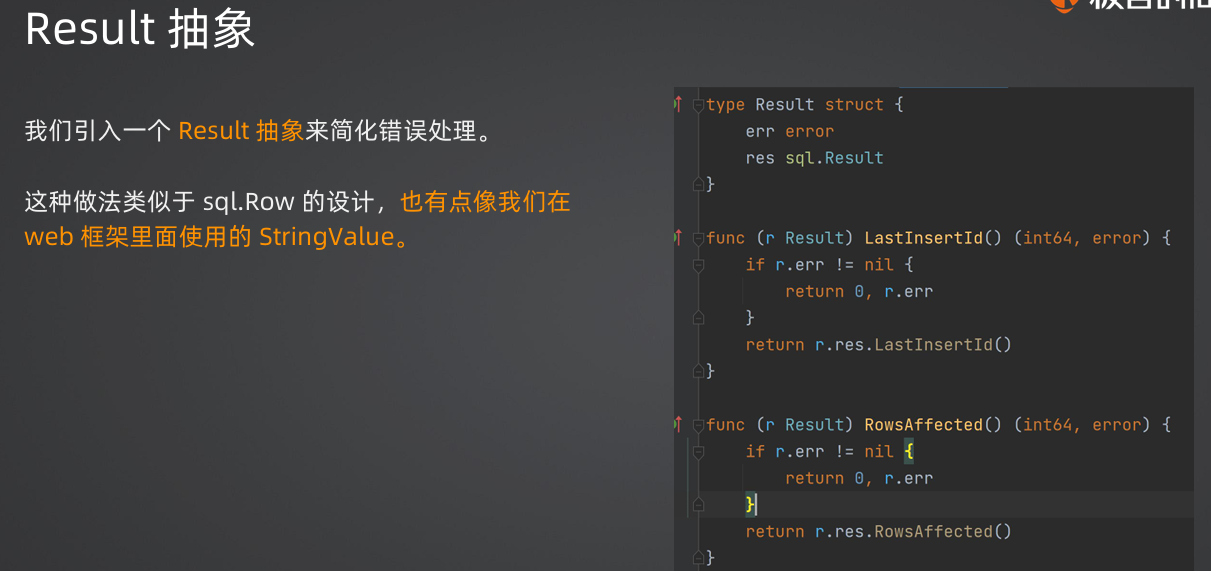 Result 抽象
我们引入一个 Result 抽象来简化错误处理。
这种做法类似于 sql.Row 的设计，也有点像我们在
web 框架里面使用的 StringValue。
type Result struct {
    err error
    res sql.Result
}
func (r Result) LastInsertId() (int64, error) {
    if r.err != nil {
        return 0, r.err
    }
    return r.res.LastInsertId()
}
func (r Result) RowsAffected() (int64, error) {
    if r.err != nil {
        return 0, r.err
    }
    return r.res.RowsAffected()
}